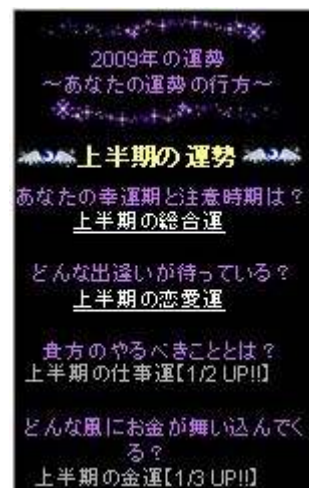 2009年の運勢
～あなたの運勢の行方～
上半期の運勢
あなたの幸運期と注意時期は？
上半期の総合運
どんな出逢いが待っている？
上半期の恋愛運
貴方のやるべきこととは？
上半期の仕事運【1/2 UP!!】
どんな風にお金が無い込んでく
る？
上半期の金運【1/3 UP!!】